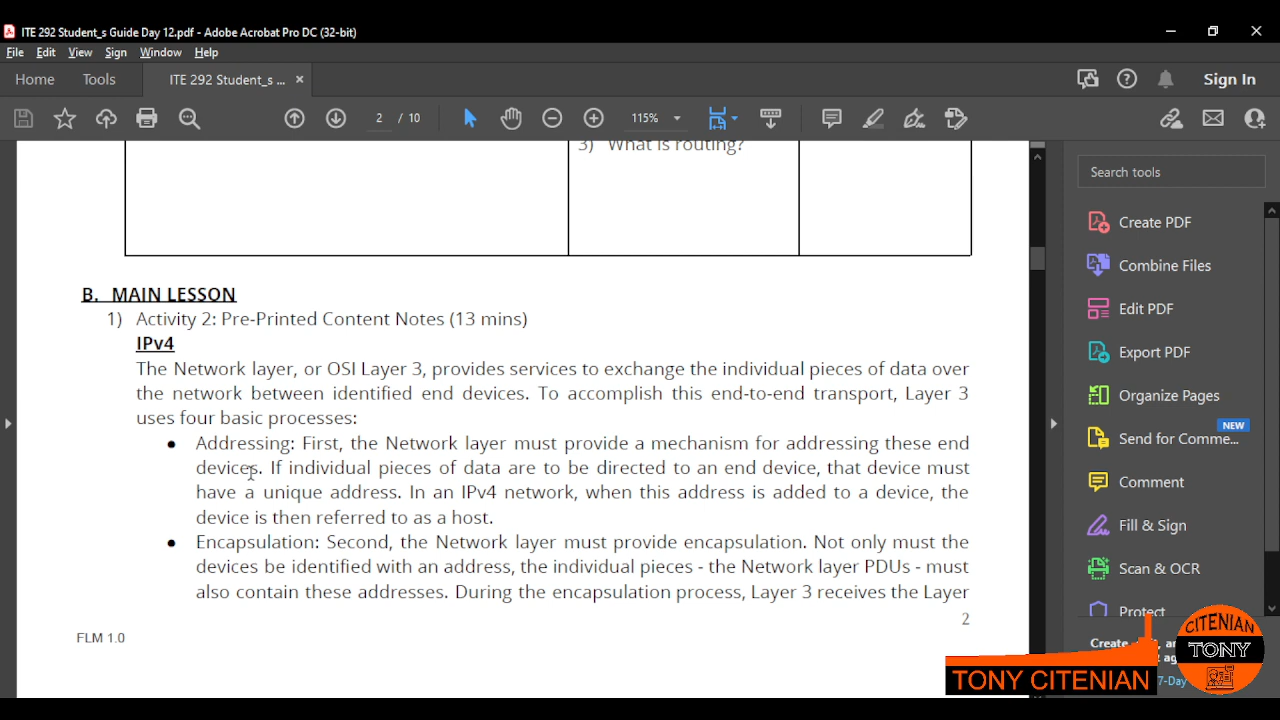 ITE 292 Student_s Guide Day 12.pdf - Adobe Acrobat Pro DC (32-bit)
File Edit View Sign Window Help
Home Tools ITE 292 Student_s ... × Sign In
2 / 10 115%
3) What is routing?
Search tools
Create PDF
Combine Files
Edit PDF
Export PDF
Organize Pages
NEW
Send for Comme...
Comment
Fill & Sign
Scan & OCR
Protect
B. MAIN LESSON
1) Activity 2: Pre-Printed Content Notes (13 mins)
IPv4
The Network layer, or OSI Layer 3, provides services to exchange the individual pieces of data over
the network between identified end devices. To accomplish this end-to-end transport, Layer 3
uses four basic processes:
● Addressing: First, the Network layer must provide a mechanism for addressing these end
devices. If individual pieces of data are to be directed to an end device, that device must
have a unique address. In an IPv4 network, when this address is added to a device, the
device is then referred to as a host.
● Encapsulation: Second, the Network layer must provide encapsulation. Not only must the
devices be identified with an address, the individual pieces - the Network layer PDUs - must
also contain these addresses. During the encapsulation process, Layer 3 receives the Layer
2
FLM 1.0
7-Day
CITENIAN
TONY
TONY CITENIAN